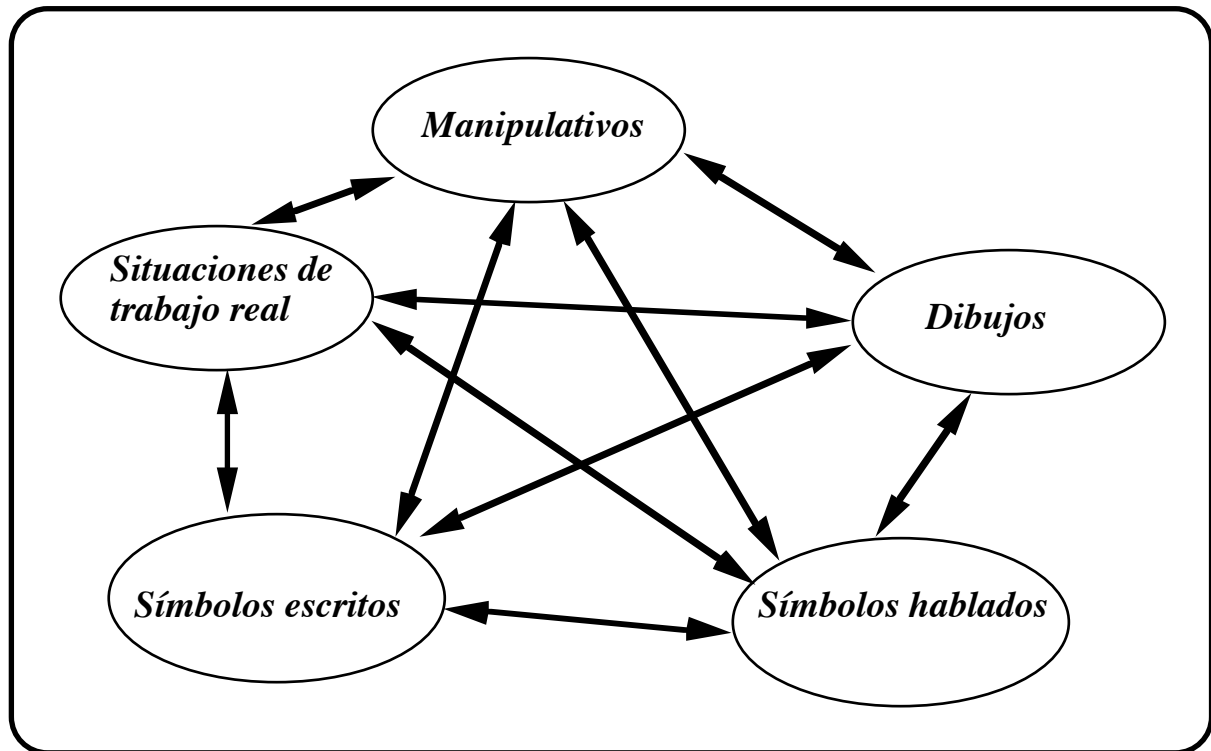 Manipulativos
Situaciones de
trabajo real
Dibujos
Símbolos escritos
Símbolos hablados